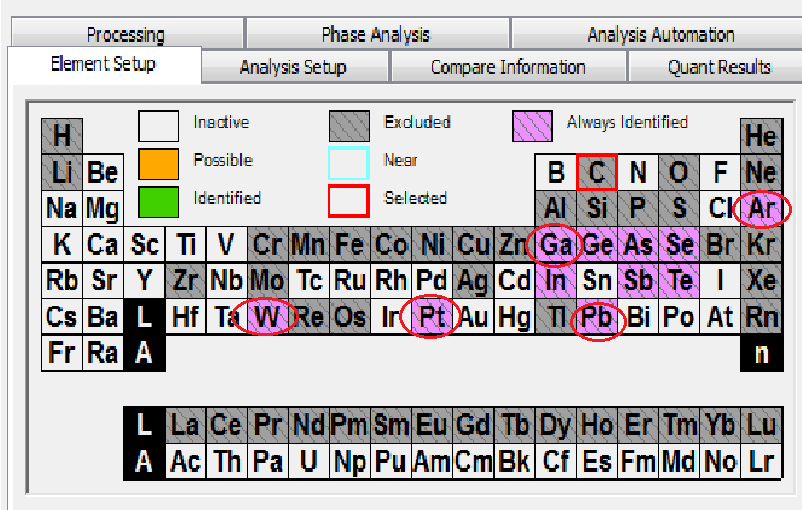 Processing Phase Analysis Analysis Automation
Element Setup Analysis Setup Compare Information Quant Results
Inactive Excluded Always Identified
H He
Possible Near
Li Be B C N O F Ne
Identified Selected
Na Mg Al Si P S Cl Ar
K Ca Sc Ti V Cr Mn Fe Co Ni Cu Zn Ga Ge As Se Br Kr
Rb Sr Y Zr Nb Mo Tc Ru Rh Pd Ag Cd In Sn Sb Te I Xe
Cs Ba L Hf Ta W Re Os Ir Pt Au Hg Tl Pb Bi Po At Rn
Fr Ra A n
L La Ce Pr Nd Pm Sm Eu Gd Tb Dy Ho Er Tm Yb Lu
A Ac Th Pa U Np Pu Am Cm Bk Cf Es Fm Md No Lr